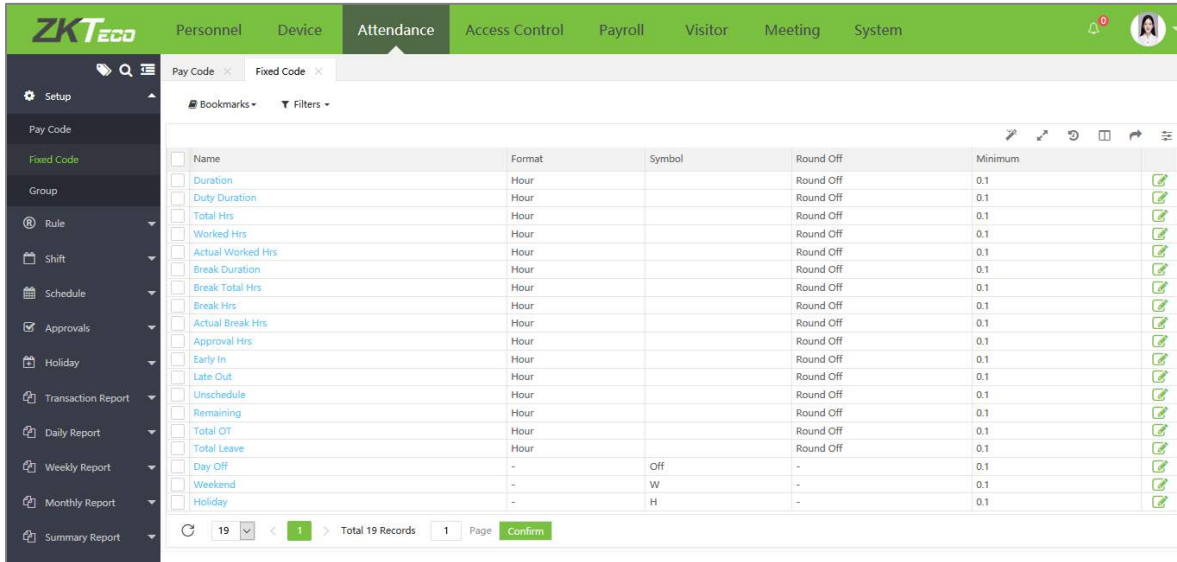 ZKTeco Personnel Device Attendance Access Control Payroll Visitor Meeting System 0
Pay Code Fixed Code
Setup
Bookmarks Filters
Pay Code
Fixed Code
Group
Rule
Shift
Schedule
Approvals
Holiday
Transaction Report
Daily Report
Weekly Report
Monthly Report
Summary Report
Name Format Symbol Round Off Minimum
Duration Hour Round Off 0.1
Duty Duration Hour Round Off 0.1
Total Hrs Hour Round Off 0.1
Worked Hrs Hour Round Off 0.1
Actual Worked Hrs Hour Round Off 0.1
Break Duration Hour Round Off 0.1
Break Total Hrs Hour Round Off 0.1
Break Hrs Hour Round Off 0.1
Actual Break Hrs Hour Round Off 0.1
Approval Hrs Hour Round Off 0.1
Early In Hour Round Off 0.1
Late Out Hour Round Off 0.1
Unschedule Hour Round Off 0.1
Remaining Hour Round Off 0.1
Total OT Hour Round Off 0.1
Total Leave Hour Round Off 0.1
Day Off - Off - 0.1
Weekend - W - 0.1
Holiday - H - 0.1
19 < 1 > Total 19 Records 1 Page Confirm